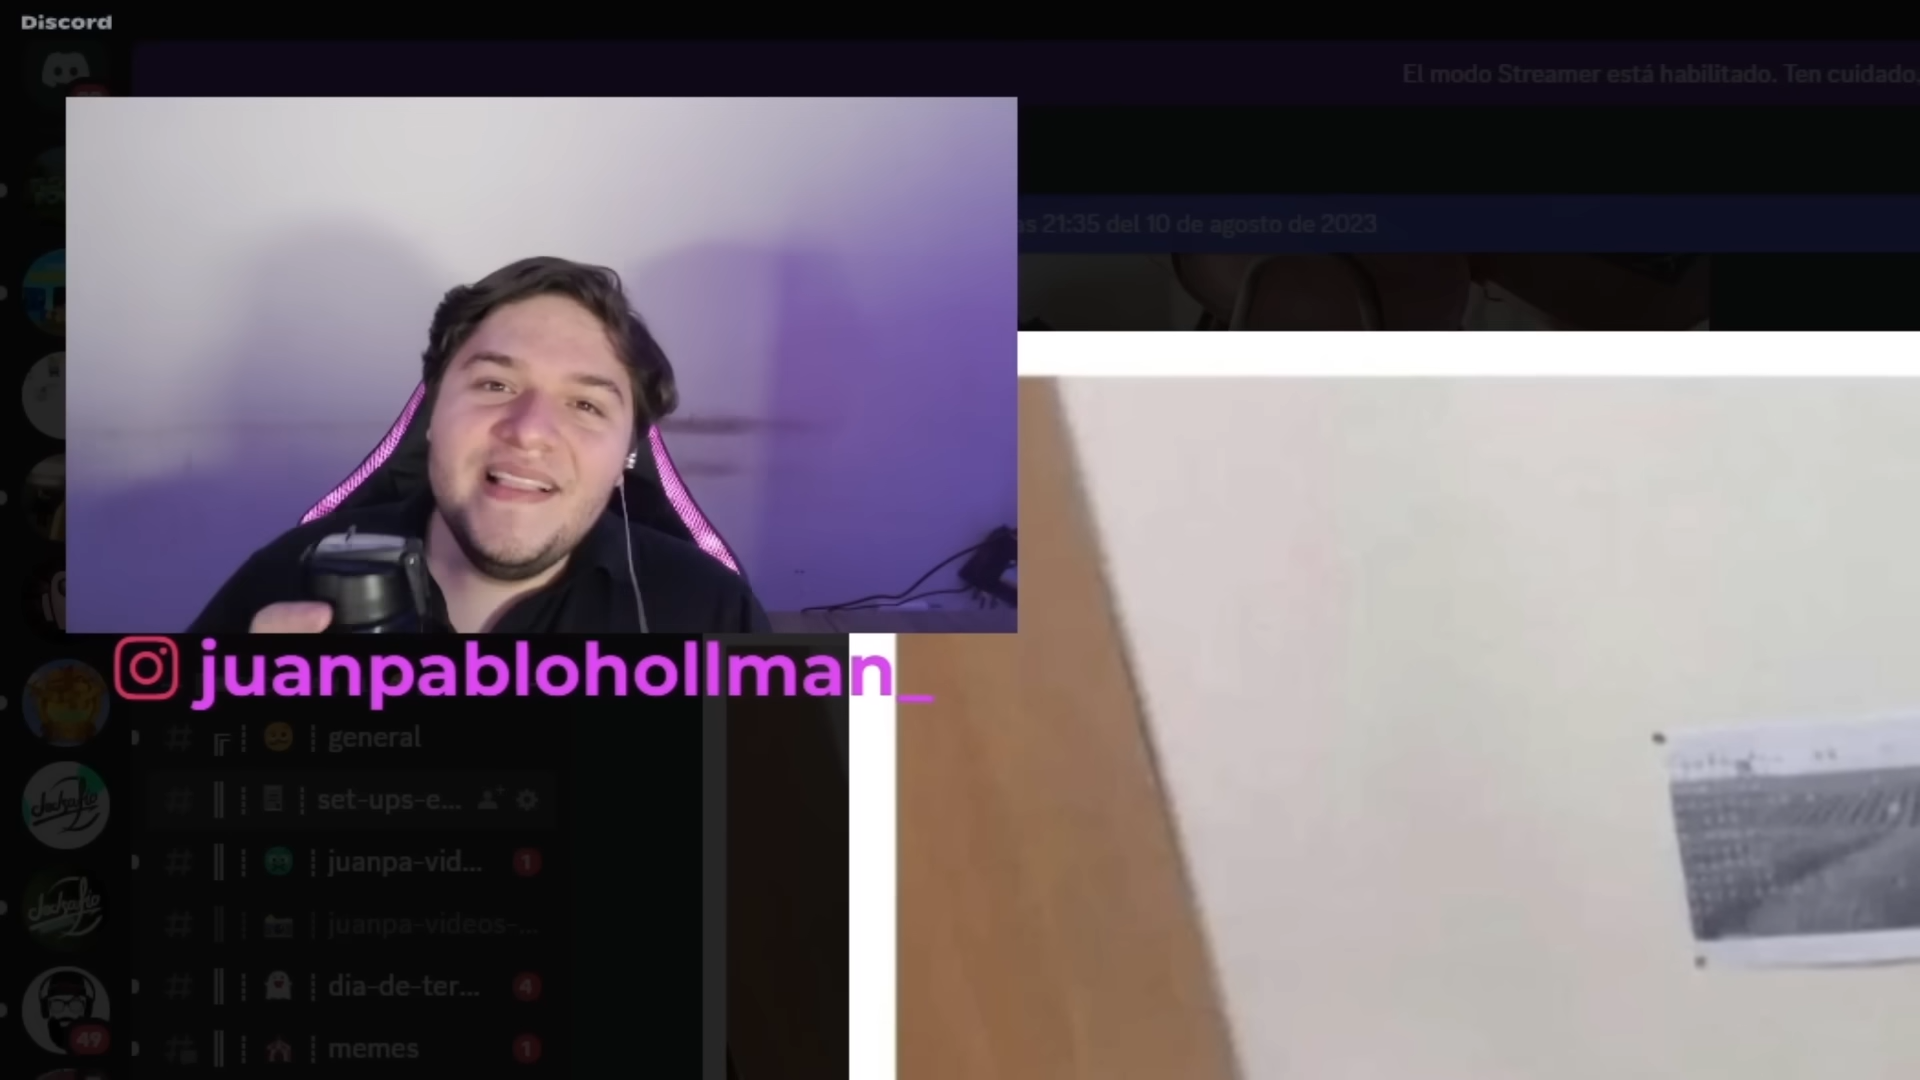 Discord
El modo Streamer está habilitado. Ten cuidado.
as 21:35 del 10 de agosto de 2023
juanpablohollman_
general
set-ups-e...
juanpa-vid... 1
juanpa-videos-...
dia-de-ter... 4
49
memes 1